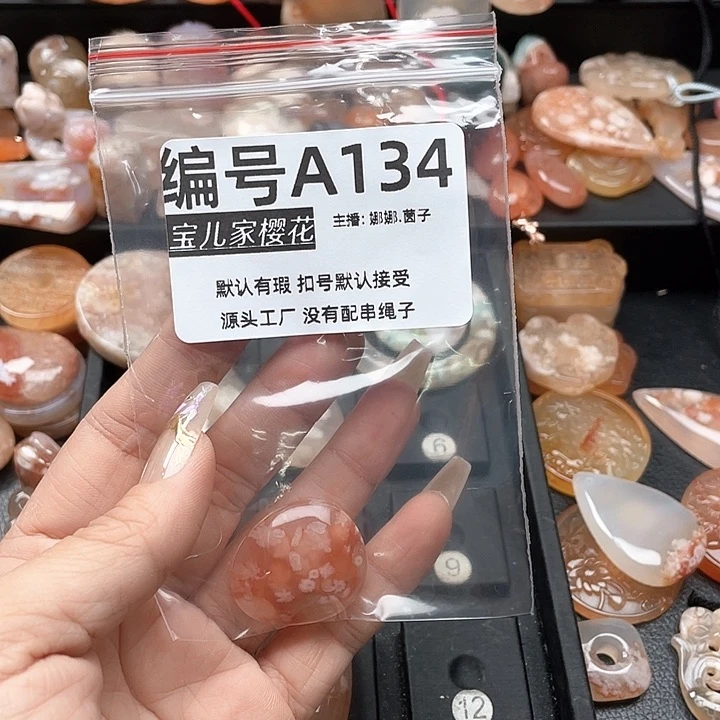 编号A134
宝儿家樱花
主播: 娜娜.茵子
默认有瑕 扣号默认接受
源头工厂 没有配串绳子
6
9
12